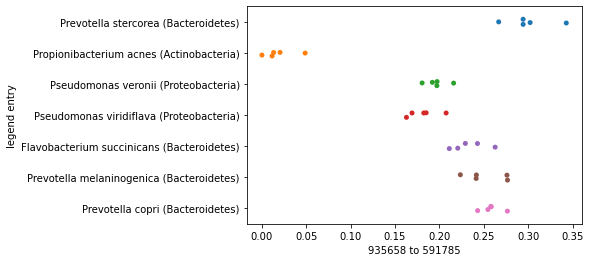 Prevotella stercorea (Bacteroidetes)
Propionibacterium acnes (Actinobacteria)
Pseudomonas veronii (Proteobacteria)
Pseudomonas viridiflava (Proteobacteria)
Flavobacterium succinicans (Bacteroidetes)
Prevotella melaninogenica (Bacteroidetes)
Prevotella copri (Bacteroidetes)
legend entry
0.00 0.05 0.10 0.15 0.20 0.25 0.30 0.35
935658 to 591785